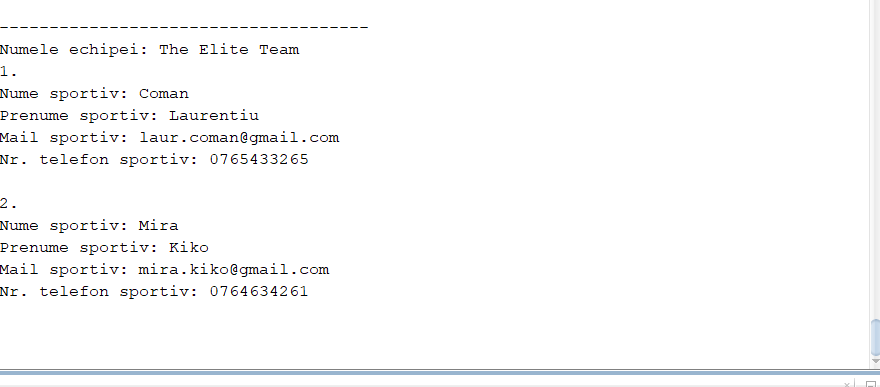 -------------------------------------
Numele echipei: The Elite Team
1.
Nume sportiv: Coman
Prenume sportiv: Laurentiu
Mail sportiv: laur.coman@gmail.com
Nr. telefon sportiv: 0765433265
2.
Nume sportiv: Mira
Prenume sportiv: Kiko
Mail sportiv: mira.kiko@gmail.com
Nr. telefon sportiv: 0764634261